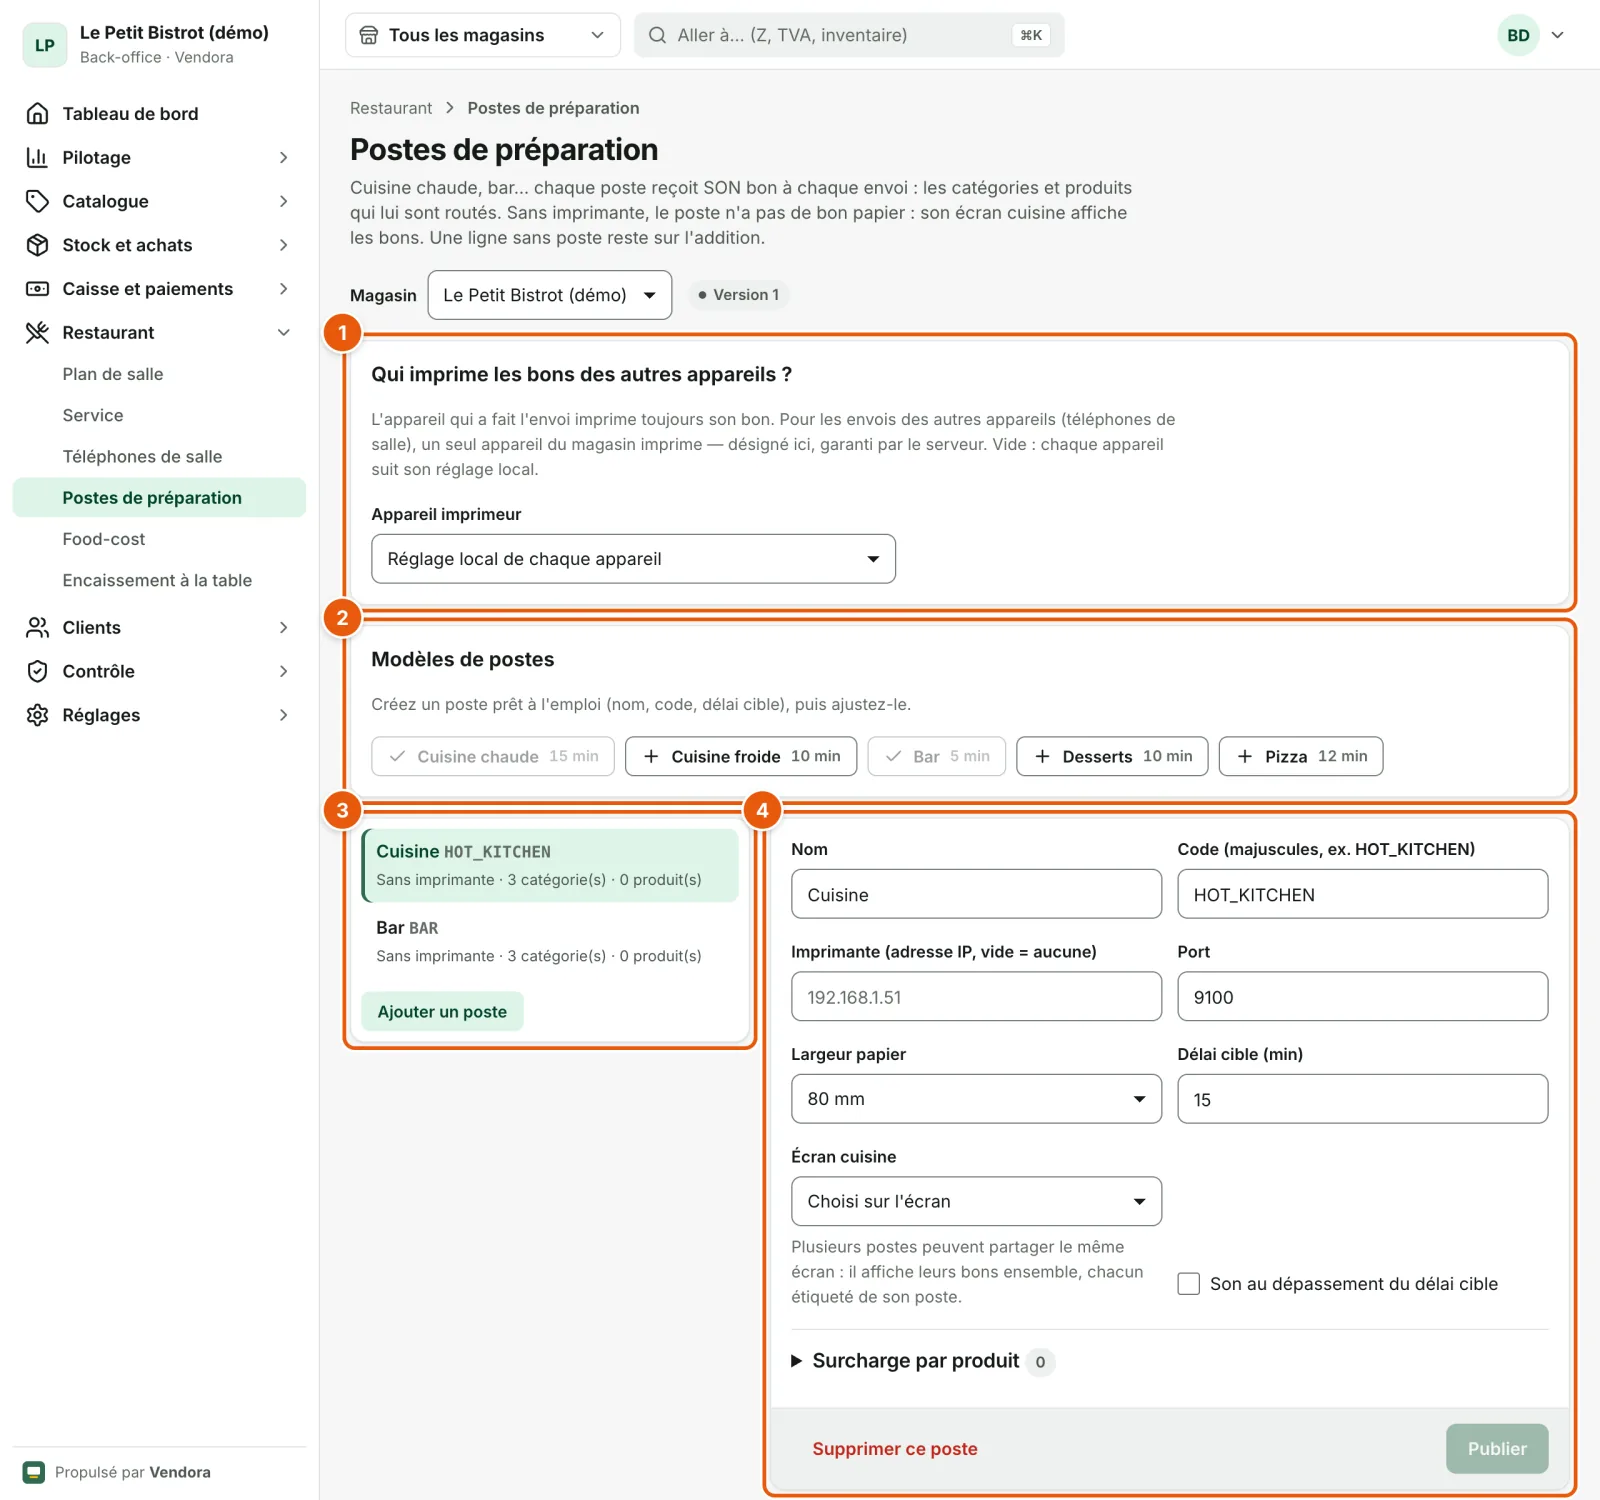 LP
Le Petit Bistrot (démo)
Back-office · Vendora
Tableau de bord
Pilotage
Catalogue
Stock et achats
Caisse et paiements
Restaurant
Plan de salle
Service
Téléphones de salle
Postes de préparation
Food-cost
Encaissement à la table
Clients
Contrôle
Réglages
Propulsé par Vendora
Tous les magasins
Aller à... (Z, TVA, inventaire)
⌘K
BD
Restaurant > Postes de préparation
Postes de préparation
Cuisine chaude, bar... chaque poste reçoit SON bon à chaque envoi : les catégories et produits
qui lui sont routés. Sans imprimante, le poste n'a pas de bon papier : son écran cuisine affiche
les bons. Une ligne sans poste reste sur l'addition.
Magasin
Le Petit Bistrot (démo)
Version 1
1
Qui imprime les bons des autres appareils ?
L'appareil qui a fait l'envoi imprime toujours son bon. Pour les envois des autres appareils (téléphones de
salle), un seul appareil du magasin imprime — désigné ici, garanti par le serveur. Vide : chaque appareil
suit son réglage local.
Appareil imprimeur
Réglage local de chaque appareil
2
Modèles de postes
Créez un poste prêt à l'emploi (nom, code, délai cible), puis ajustez-le.
Cuisine chaude 15 min
Cuisine froide 10 min
Bar 5 min
Desserts 10 min
Pizza 12 min
3
Cuisine HOT_KITCHEN
Sans imprimante · 3 catégorie(s) · 0 produit(s)
Bar BAR
Sans imprimante · 3 catégorie(s) · 0 produit(s)
Ajouter un poste
4
Nom
Cuisine
Code (majuscules, ex. HOT_KITCHEN)
HOT_KITCHEN
Imprimante (adresse IP, vide = aucune)
192.168.1.51
Port
9100
Largeur papier
80 mm
Délai cible (min)
15
Écran cuisine
Choisi sur l'écran
Plusieurs postes peuvent partager le même
écran : il affiche leurs bons ensemble, chacun
étiqueté de son poste.
Son au dépassement du délai cible
Surcharge par produit 0
Supprimer ce poste
Publier